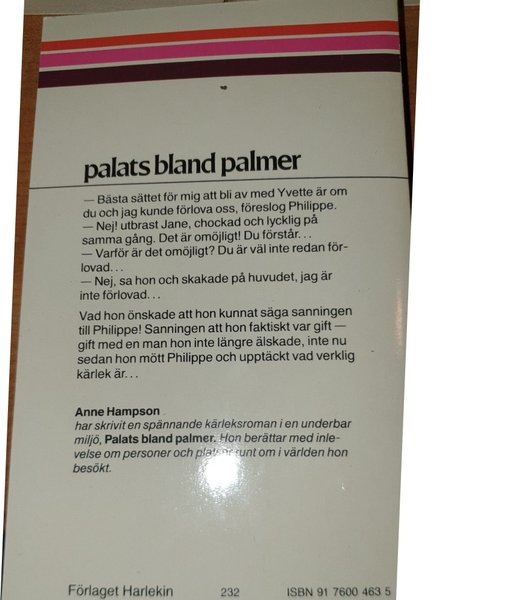 palats bland palmer
— Bästa sättet för mig att bli av med Yvette är om
du och jag kunde förlova oss, föreslog Philippe.
— Nej! utbrast Jane, chockad och lycklig på
samma gång. Det är omöjligt! Du förstår...
— Varför är det omöjligt? Du är väl inte redan för-
lovad...
— Nej, sa hon och skakade på huvudet, jag är
inte förlovad...
Vad hon önskade att hon kunnat säga sanningen
till Philippe! Sanningen att hon faktiskt var gift —
gift med en man hon inte längre älskade, inte nu
sedan hon mött Philippe och upptäckt vad verklig
kärlek är...
Anne Hampson
har skrivit en spännande kärleksroman i en underbar
miljö, Palats bland palmer. Hon berättar med inle-
velse om personer och platser runt om i världen hon
besökt.
Förlaget Harlekin 232 ISBN 91 7600 463 5